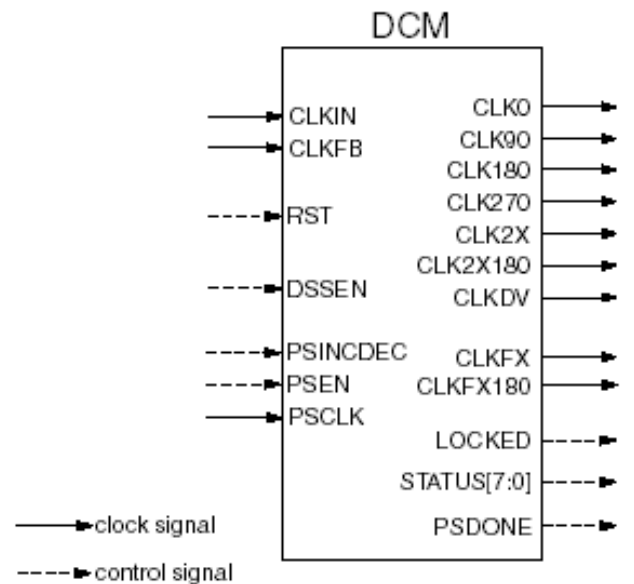 DCM
CLKIN
CLKFB
RST
DSSEN
PSINCDEC
PSEN
PSCLK
CLK0
CLK90
CLK180
CLK270
CLK2X
CLK2X180
CLKDV
CLKFX
CLKFX180
LOCKED
STATUS[7:0]
PSDONE
clock signal
control signal